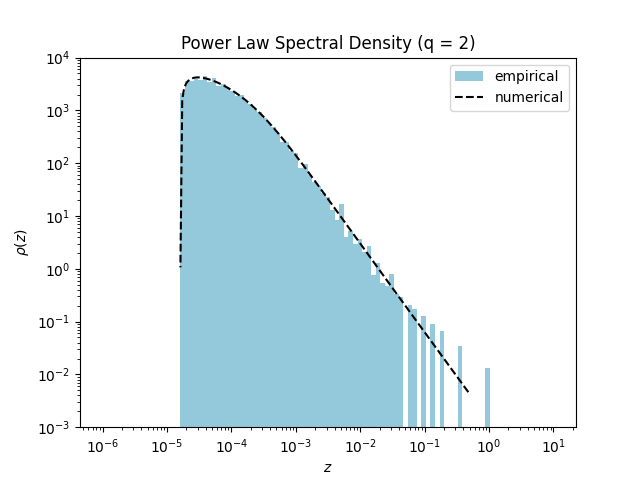 Power Law Spectral Density (q = 2)
empirical
numerical
10^4
10^3
10^2
10^1
10^0
10^−1
10^−2
10^−3
ρ(z)
10^−6 10^−5 10^−4 10^−3 10^−2 10^−1 10^0 10^1
z